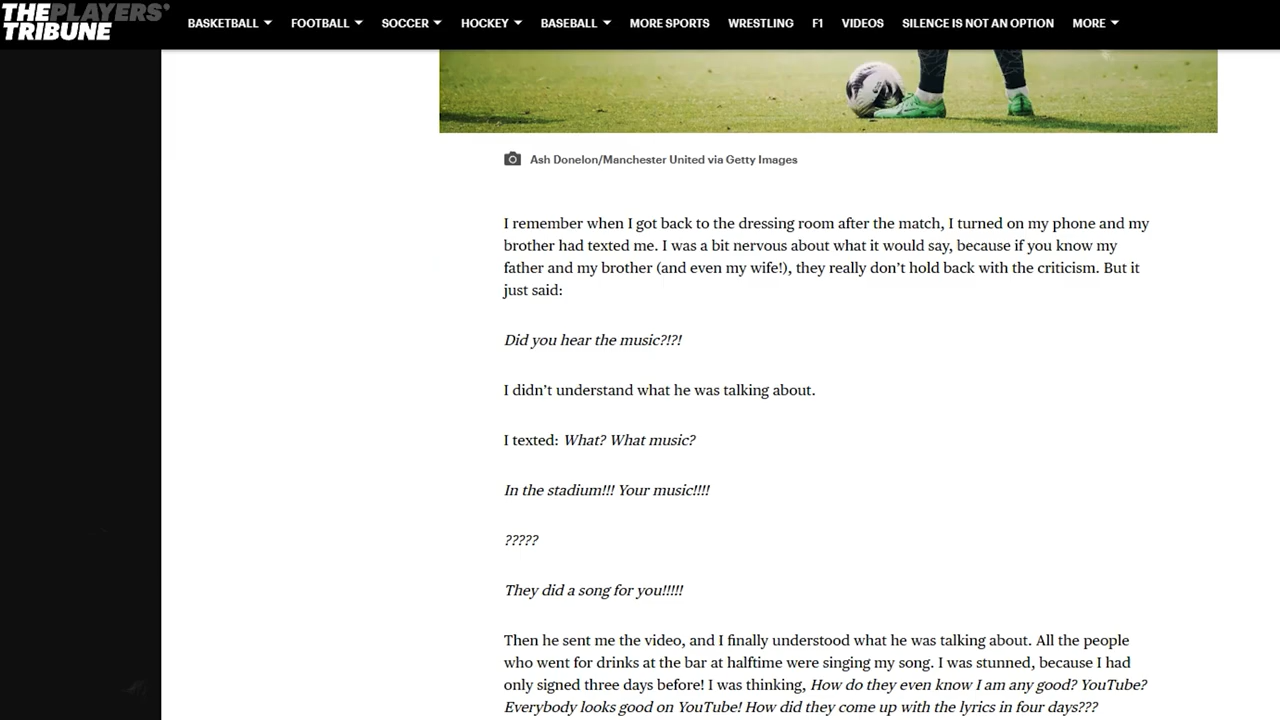 THE PLAYERS'
TRIBUNE
BASKETBALL FOOTBALL SOCCER HOCKEY BASEBALL MORE SPORTS WRESTLING F1 VIDEOS SILENCE IS NOT AN OPTION MORE
Ash Donelon/Manchester United via Getty Images
I remember when I got back to the dressing room after the match, I turned on my phone and my
brother had texted me. I was a bit nervous about what it would say, because if you know my
father and my brother (and even my wife!), they really don’t hold back with the criticism. But it
just said:
Did you hear the music?!?!
I didn’t understand what he was talking about.
I texted: What? What music?
In the stadium!!! Your music!!!!
?????
They did a song for you!!!!!
Then he sent me the video, and I finally understood what he was talking about. All the people
who went for drinks at the bar at halftime were singing my song. I was stunned, because I had
only signed three days before! I was thinking, How do they even know I am any good? YouTube?
Everybody looks good on YouTube! How did they come up with the lyrics in four days???